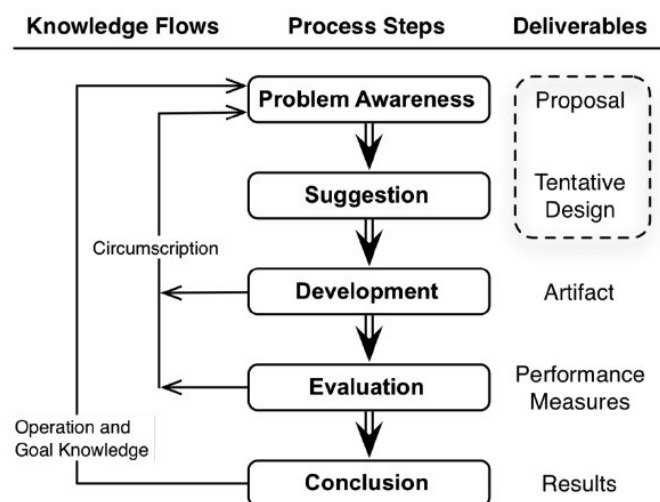 Knowledge Flows Process Steps Deliverables
Problem Awareness Proposal
Suggestion Tentative
Design
Circumscription
Development Artifact
Evaluation Performance
Measures
Operation and
Goal Knowledge
Conclusion Results